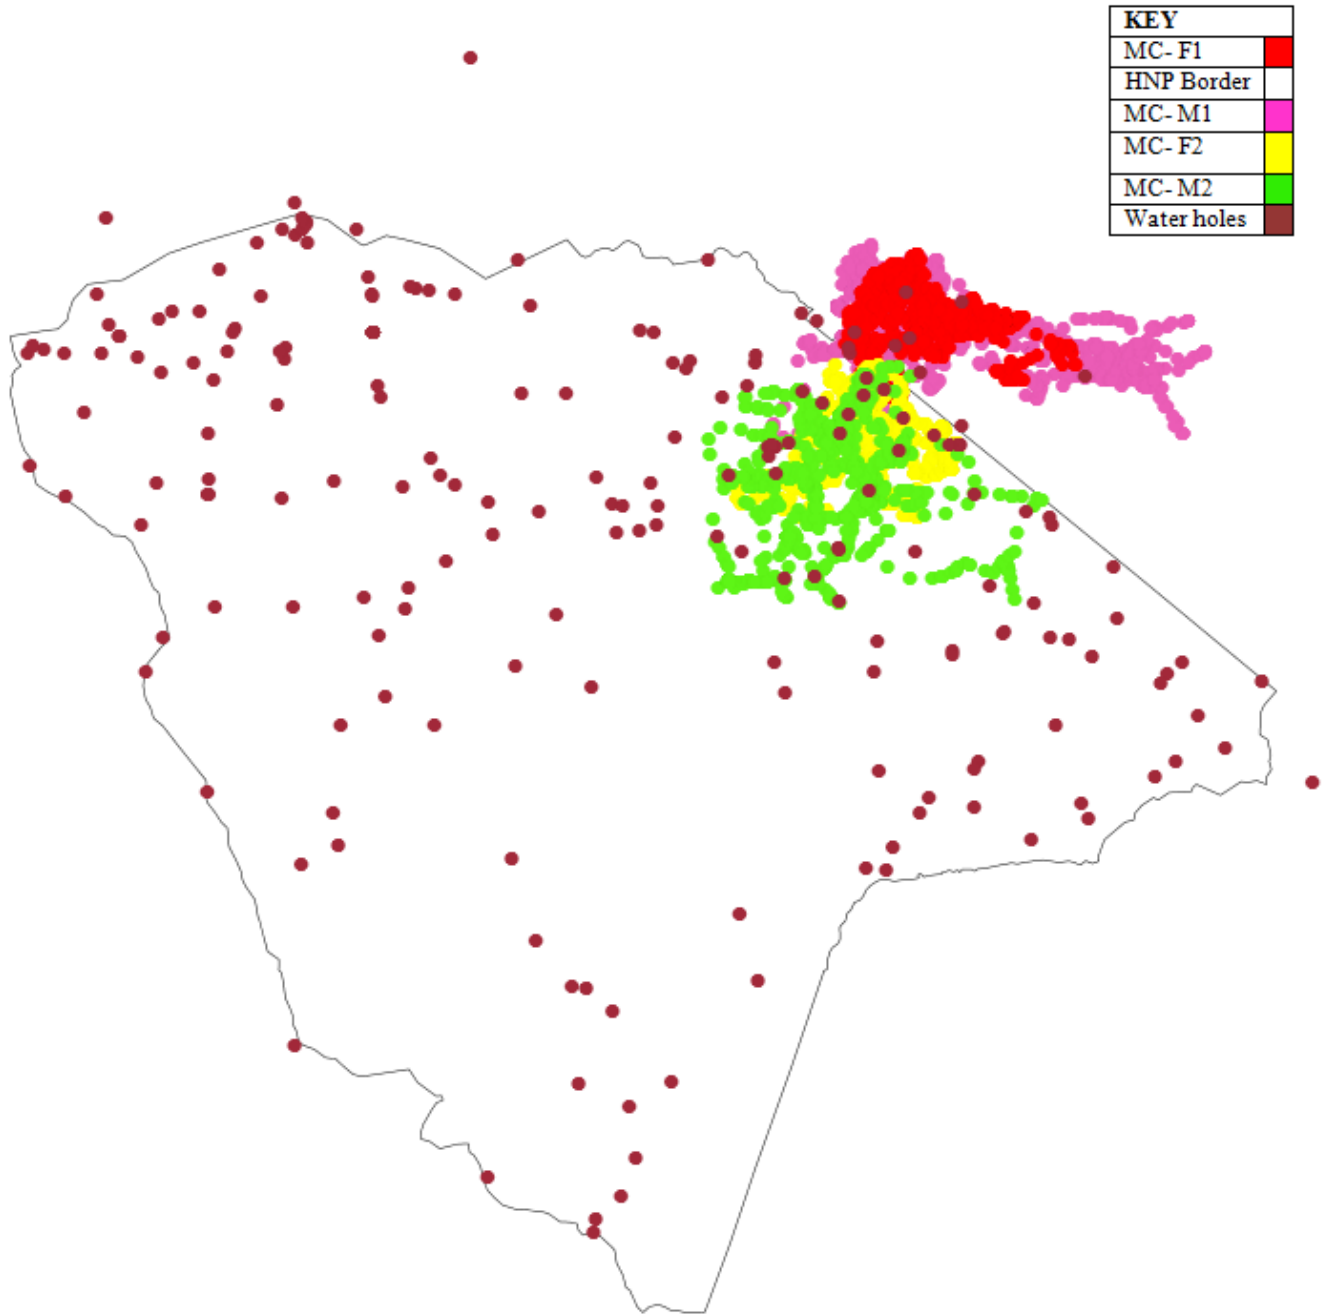 KEY
MC- F1
HNP Border
MC- M1
MC- F2
MC- M2
Water holes